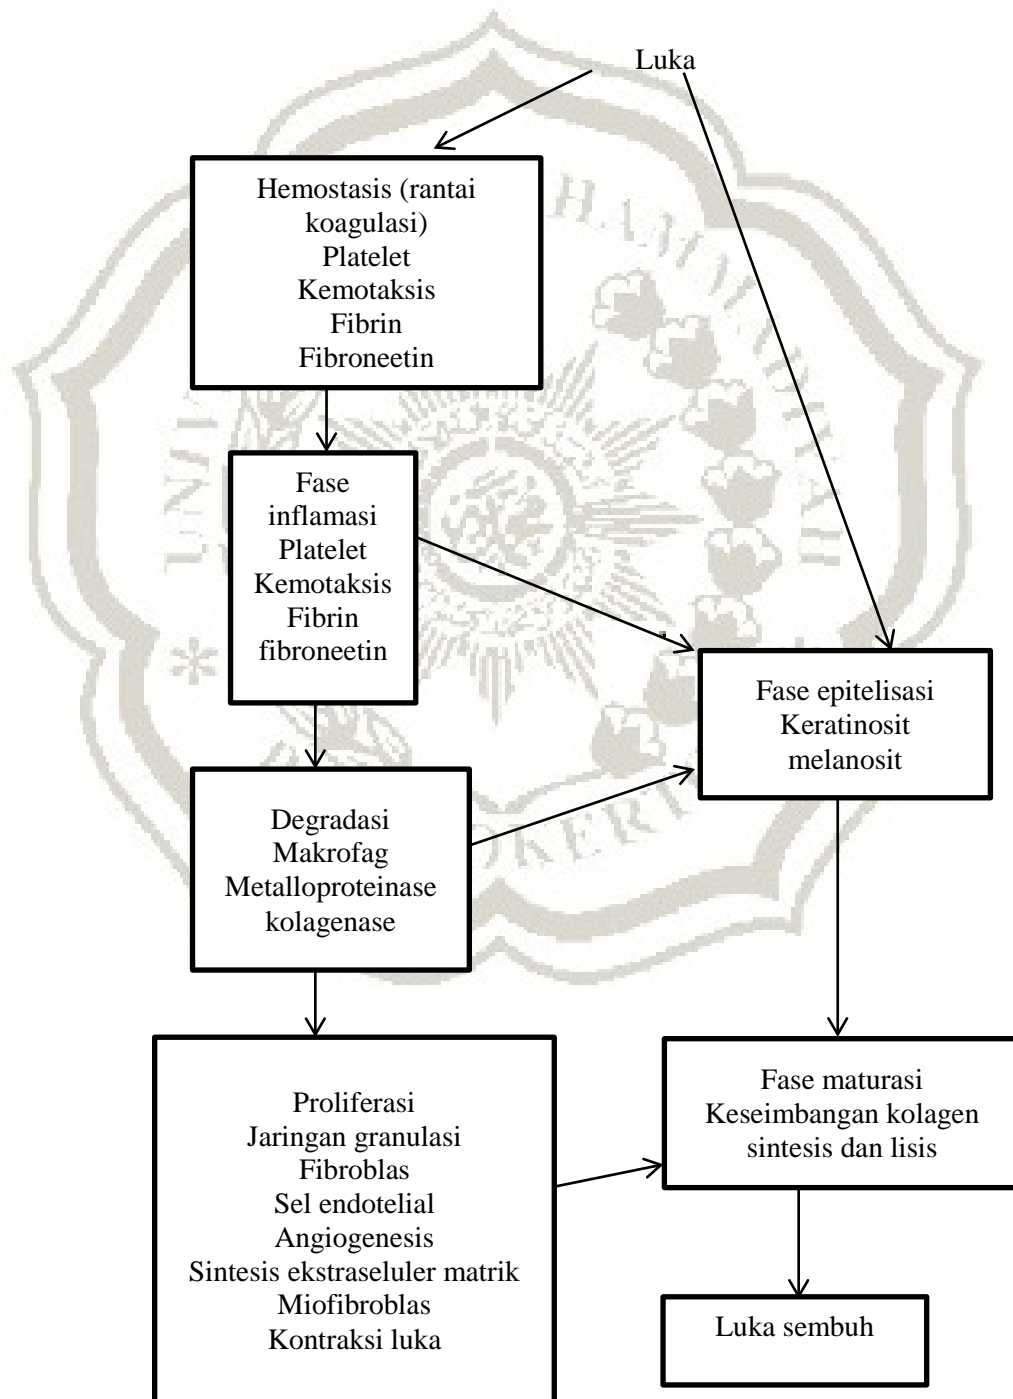 Luka
Hemostasis (rantai
koagulasi)
Platelet
Kemotaksis
Fibrin
Fibroneetin
Fase
inflamasi
Platelet
Kemotaksis
Fibrin
fibroneetin
Fase epitelisasi
Keratinosit
melanosit
Degradasi
Makrofag
Metalloproteinase
kolagenase
Proliferasi
Jaringan granulasi
Fibroblas
Sel endotelial
Angiogenesis
Sintesis ekstraseluler matrik
Miofibroblas
Kontraksi luka
Fase maturasi
Keseimbangan kolagen
sintesis dan lisis
Luka sembuh